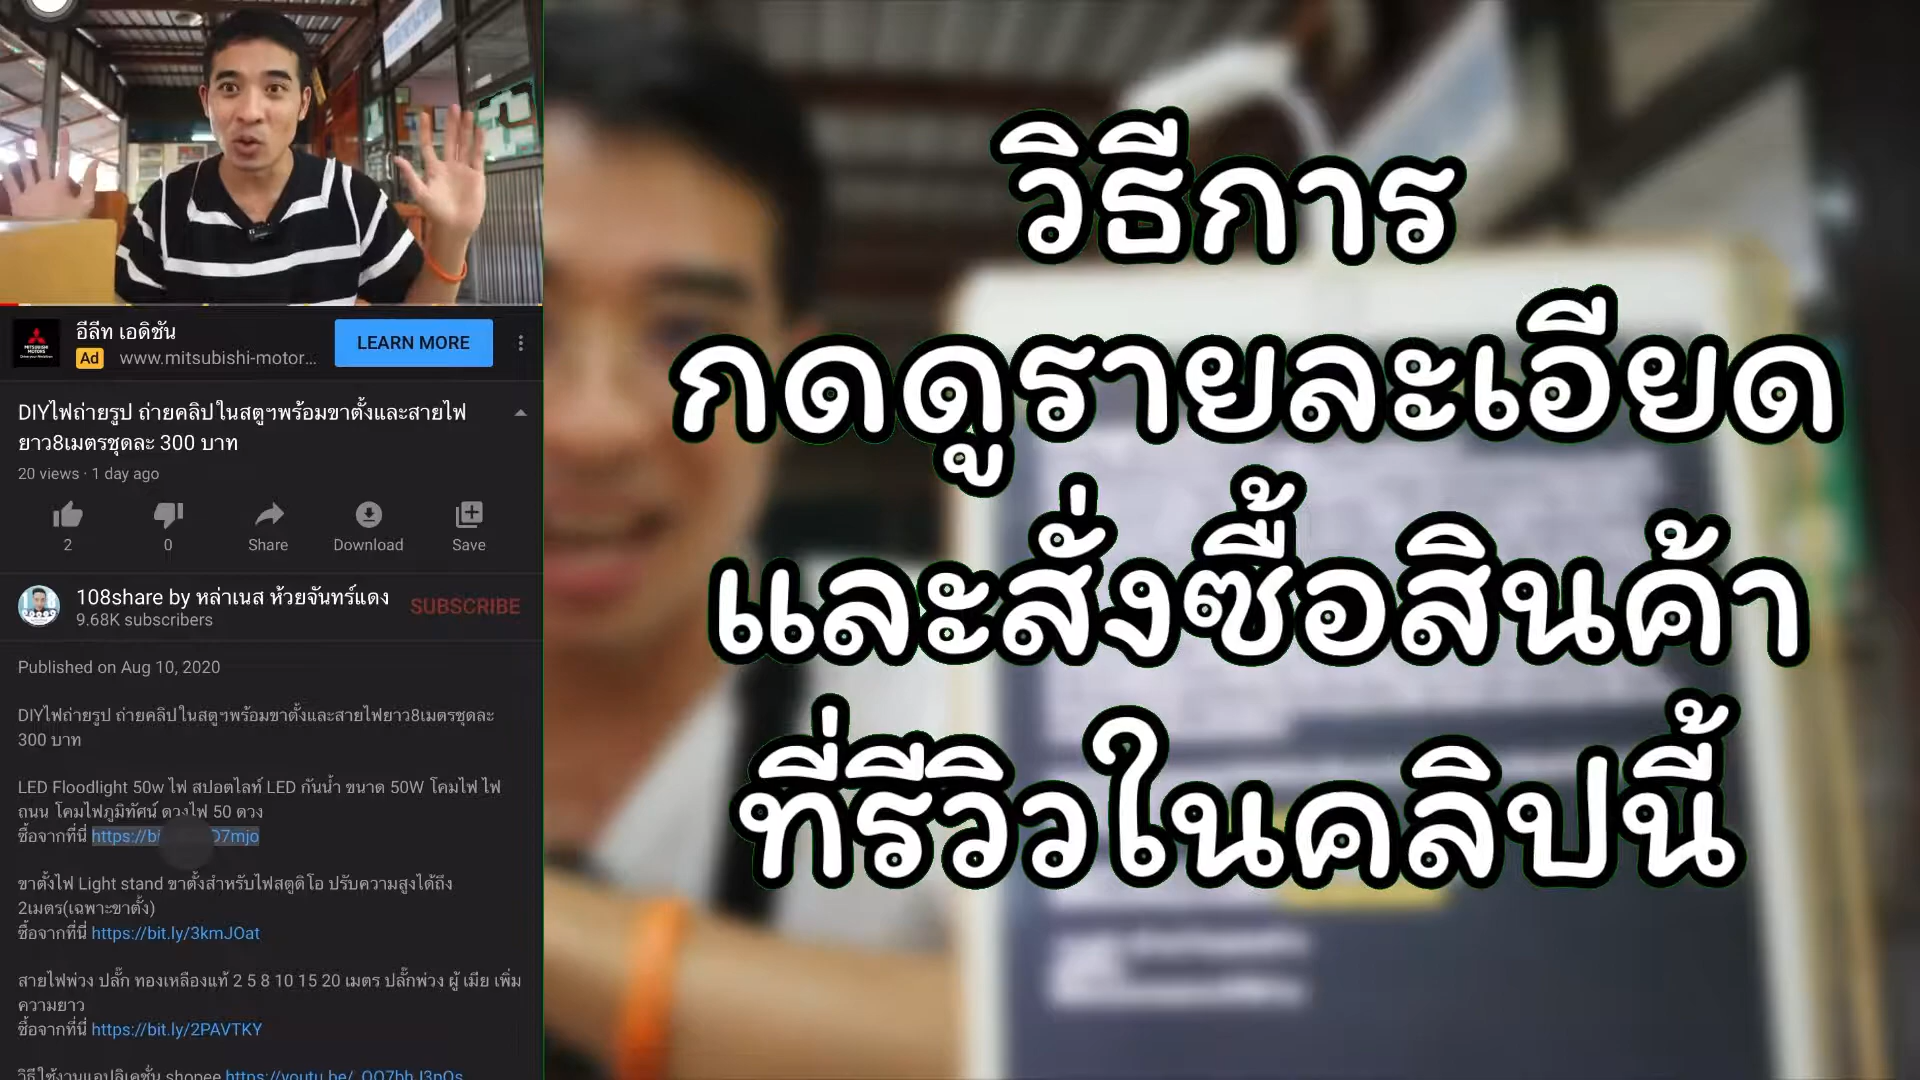 อีลีท เอดิชัน
Ad www.mitsubishi-motor...
LEARN MORE
MITSUBISHI MOTORS
DIYไฟถ่ายรูป ถ่ายคลิปในสตูฯพร้อมขาตั้งและสายไฟ
ยาว8เมตรชุดละ 300 บาท
20 views · 1 day ago
2
0
Share
Download
Save
108share by หล่าเนส ห้วยจันทร์แดง
9.68K subscribers
SUBSCRIBE
Published on Aug 10, 2020
DIYไฟถ่ายรูป ถ่ายคลิปในสตูฯพร้อมขาตั้งและสายไฟยาว8เมตรชุดละ
300 บาท
LED Floodlight 50w ไฟ สปอตไลท์ LED กันน้ำ ขนาด 50W โคมไฟ ไฟ
ถนน โคมไฟภูมิทัศน์ ดวงไฟ 50 ดวง
ซื้อจากที่นี่
ขาตั้งไฟ Light stand ขาตั้งสำหรับไฟสตูดิโอ ปรับความสูงได้ถึง
2เมตร(เฉพาะขาตั้ง)
ซื้อจากที่นี่ https://bit.ly/3kmJOat
สายไฟพ่วง ปลั๊ก ทองเหลืองแท้ 2 5 8 10 15 20 เมตร ปลั๊กพ่วง ผู้ เมีย เพิ่ม
ความยาว
ซื้อจากที่นี่ https://bit.ly/2PAVTKY
วิธีใช้งานแอปลิเคชั่น shopee
วิธีการ
กดดูรายละเอียด
และสั่งซื้อสินค้า
ที่รีวิวในคลิปนี้